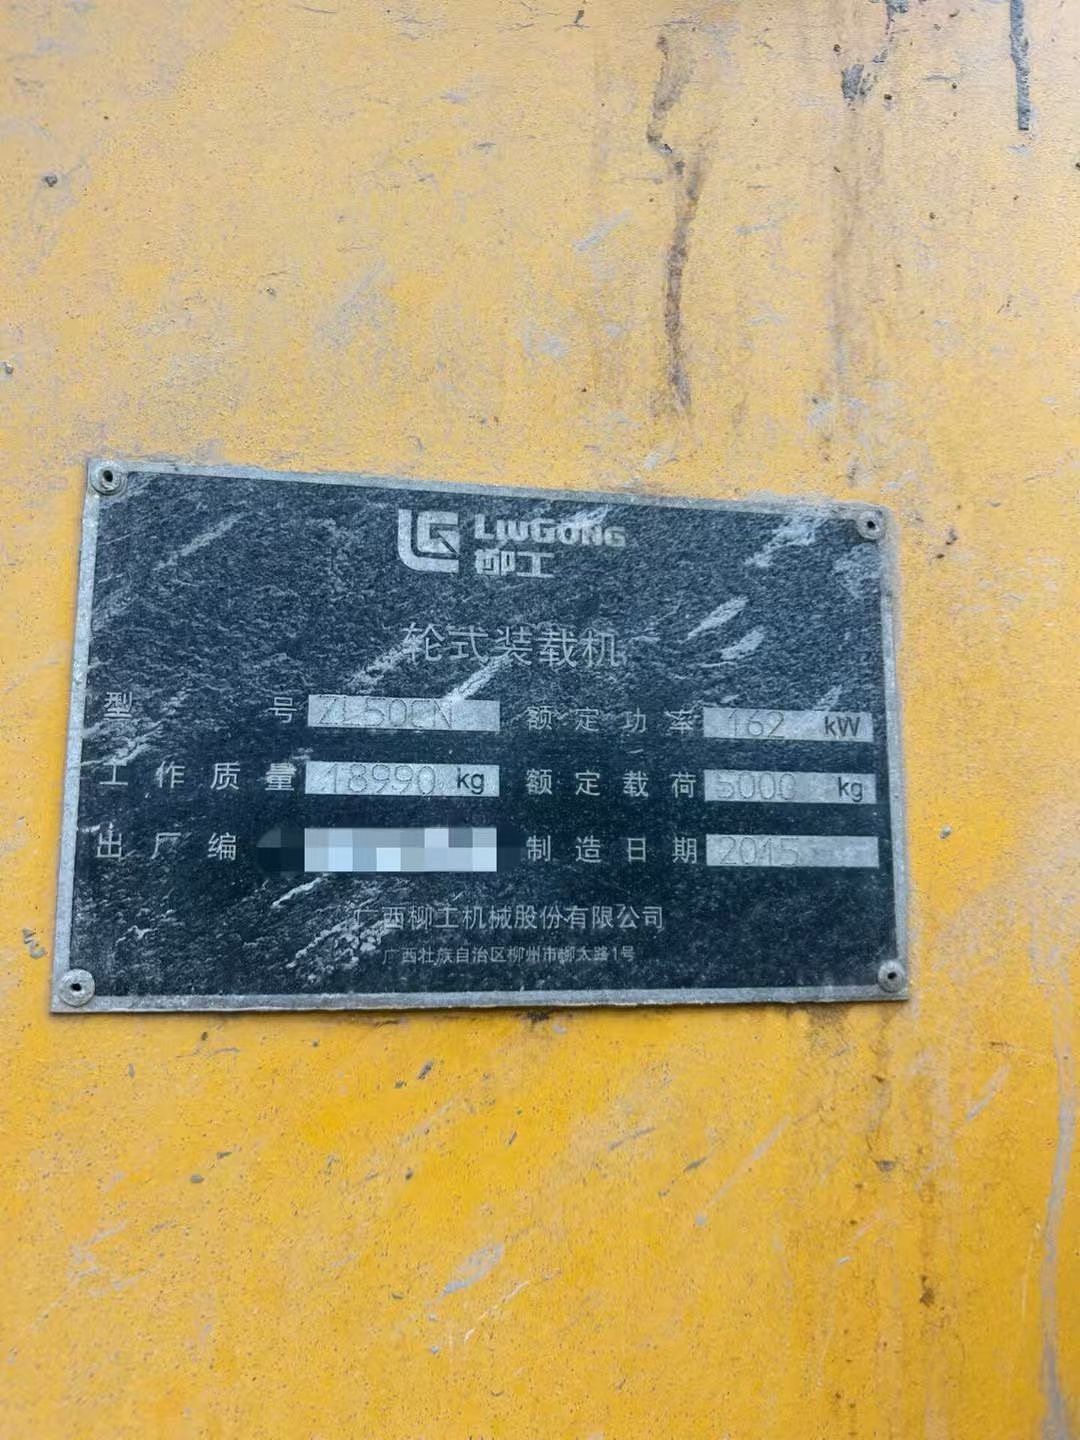 LIUGONG
柳工
轮式装载机
型号 ZL50CN 额定功率 162 kW
工作质量 18990 kg 额定载荷 5000 kg
出厂编 制造日期 2015
广西柳工机械股份有限公司
广西壮族自治区柳州市柳太路1号